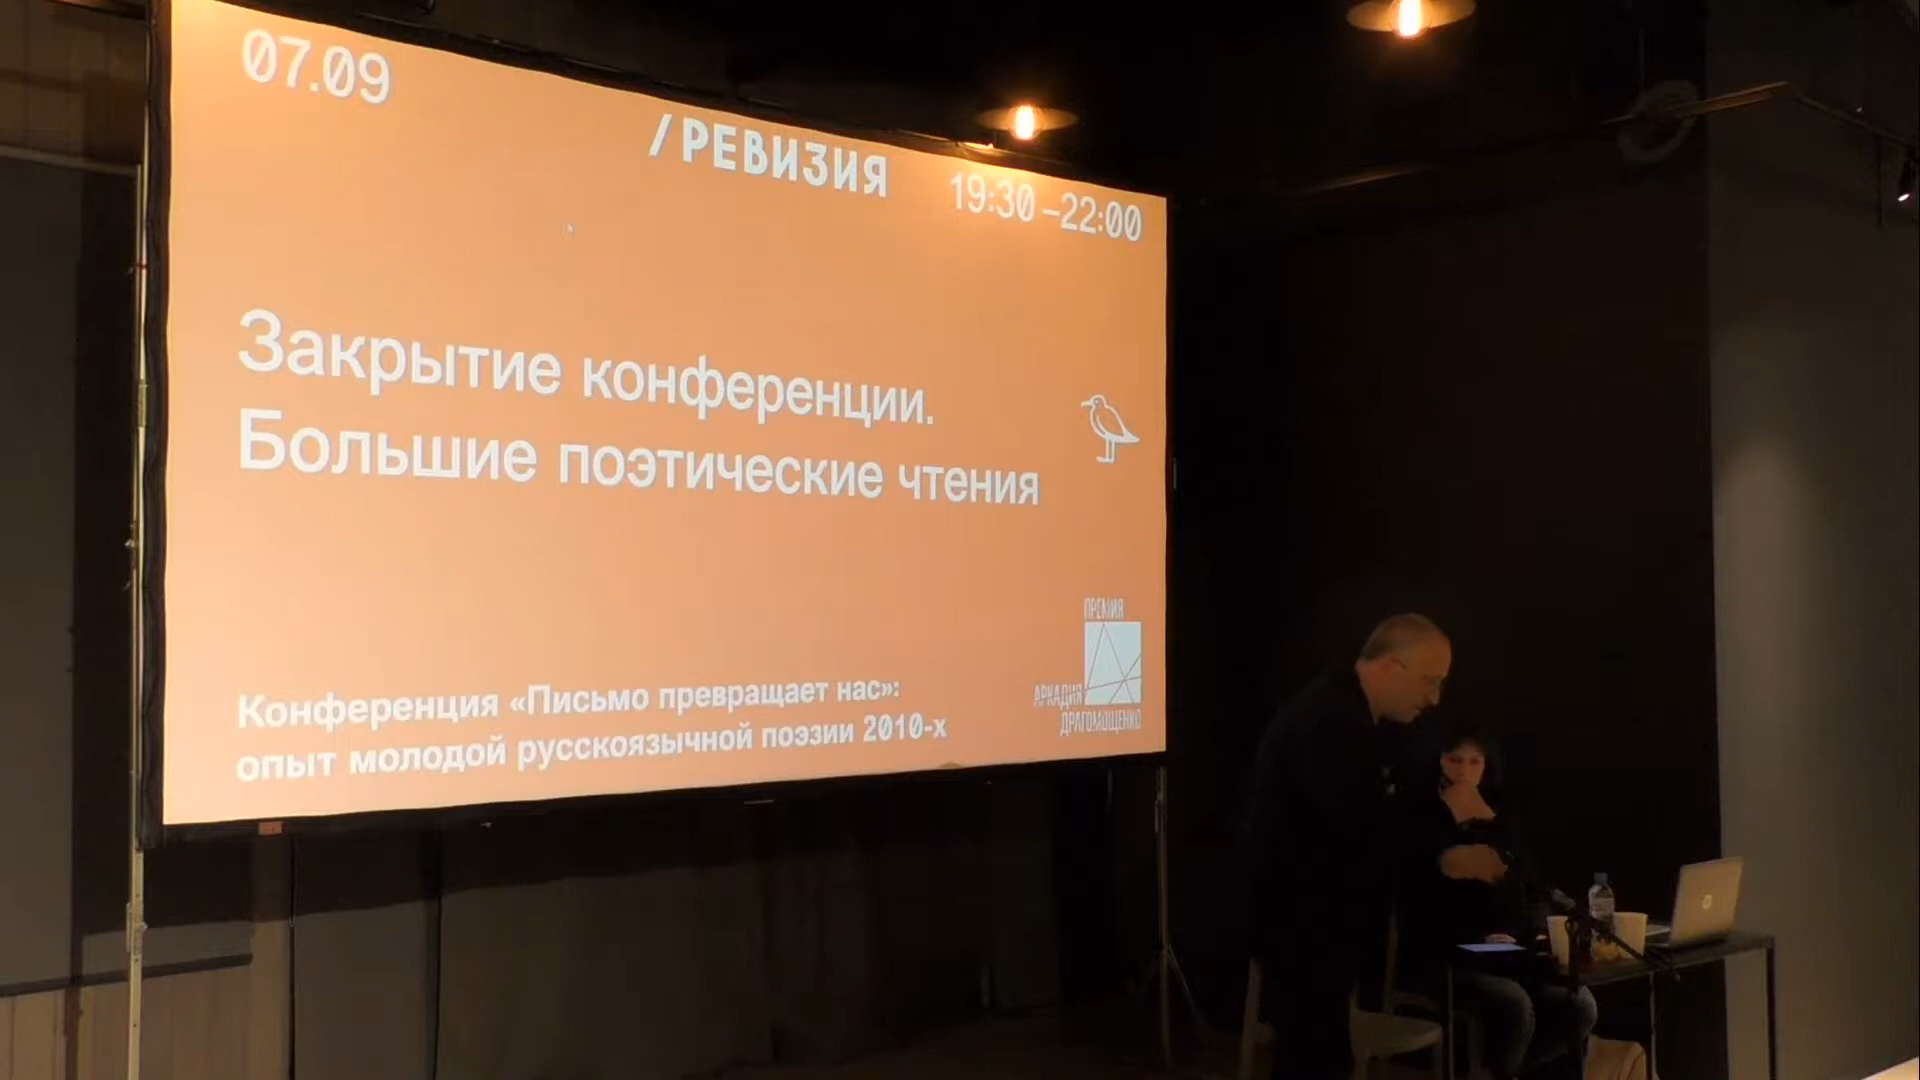 07.09
/РЕВИЗИЯ
19:30–22:00
Закрытие конференции.
Большие поэтические чтения
ПРЕМИЯ
АРКАДИЯ
ДРАГОМОЩЕНКО
Конференция «Письмо превращает нас»:
опыт молодой русскоязычной поэзии 2010-х